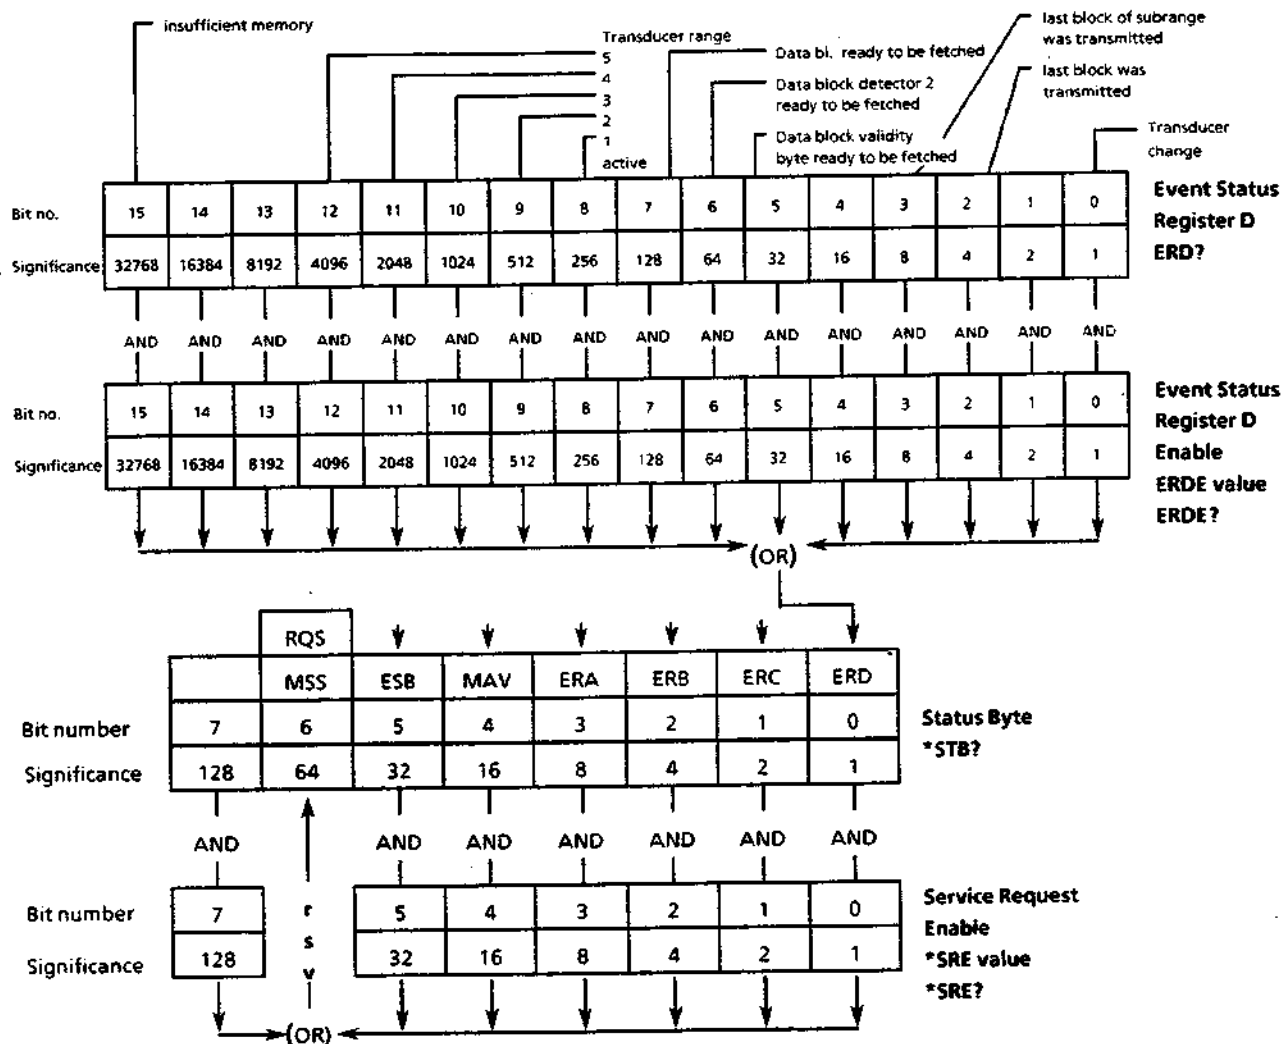 insufficient memory
Transducer range
5
4
3
2
1
active
Data bl. ready to be fetched
Data block detector 2
ready to be fetched
Data block validity
byte ready to be fetched
last block of subrange
was transmitted
last block was
transmitted
Transducer
change
Bit no. 15 14 13 12 11 10 9 8 7 6 5 4 3 2 1 0
Significance 32768 16384 8192 4096 2048 1024 512 256 128 64 32 16 8 4 2 1
Event Status
Register D
ERD?
AND AND AND AND AND AND AND AND AND AND AND AND AND AND AND AND
Bit no. 15 14 13 12 11 10 9 8 7 6 5 4 3 2 1 0
Significance 32768 16384 8192 4096 2048 1024 512 256 128 64 32 16 8 4 2 1
Event Status
Register D
Enable
ERDE value
ERDE?
(OR)
RQS
MSS ESB MAV ERA ERB ERC ERD
Bit number 7 6 5 4 3 2 1 0
Significance 128 64 32 16 8 4 2 1
Status Byte
*STB?
AND AND AND AND AND AND AND
Bit number 7 5 4 3 2 1 0
Significance 128 32 16 8 4 2 1
r
s
v
Service Request
Enable
*SRE value
*SRE?
(OR)